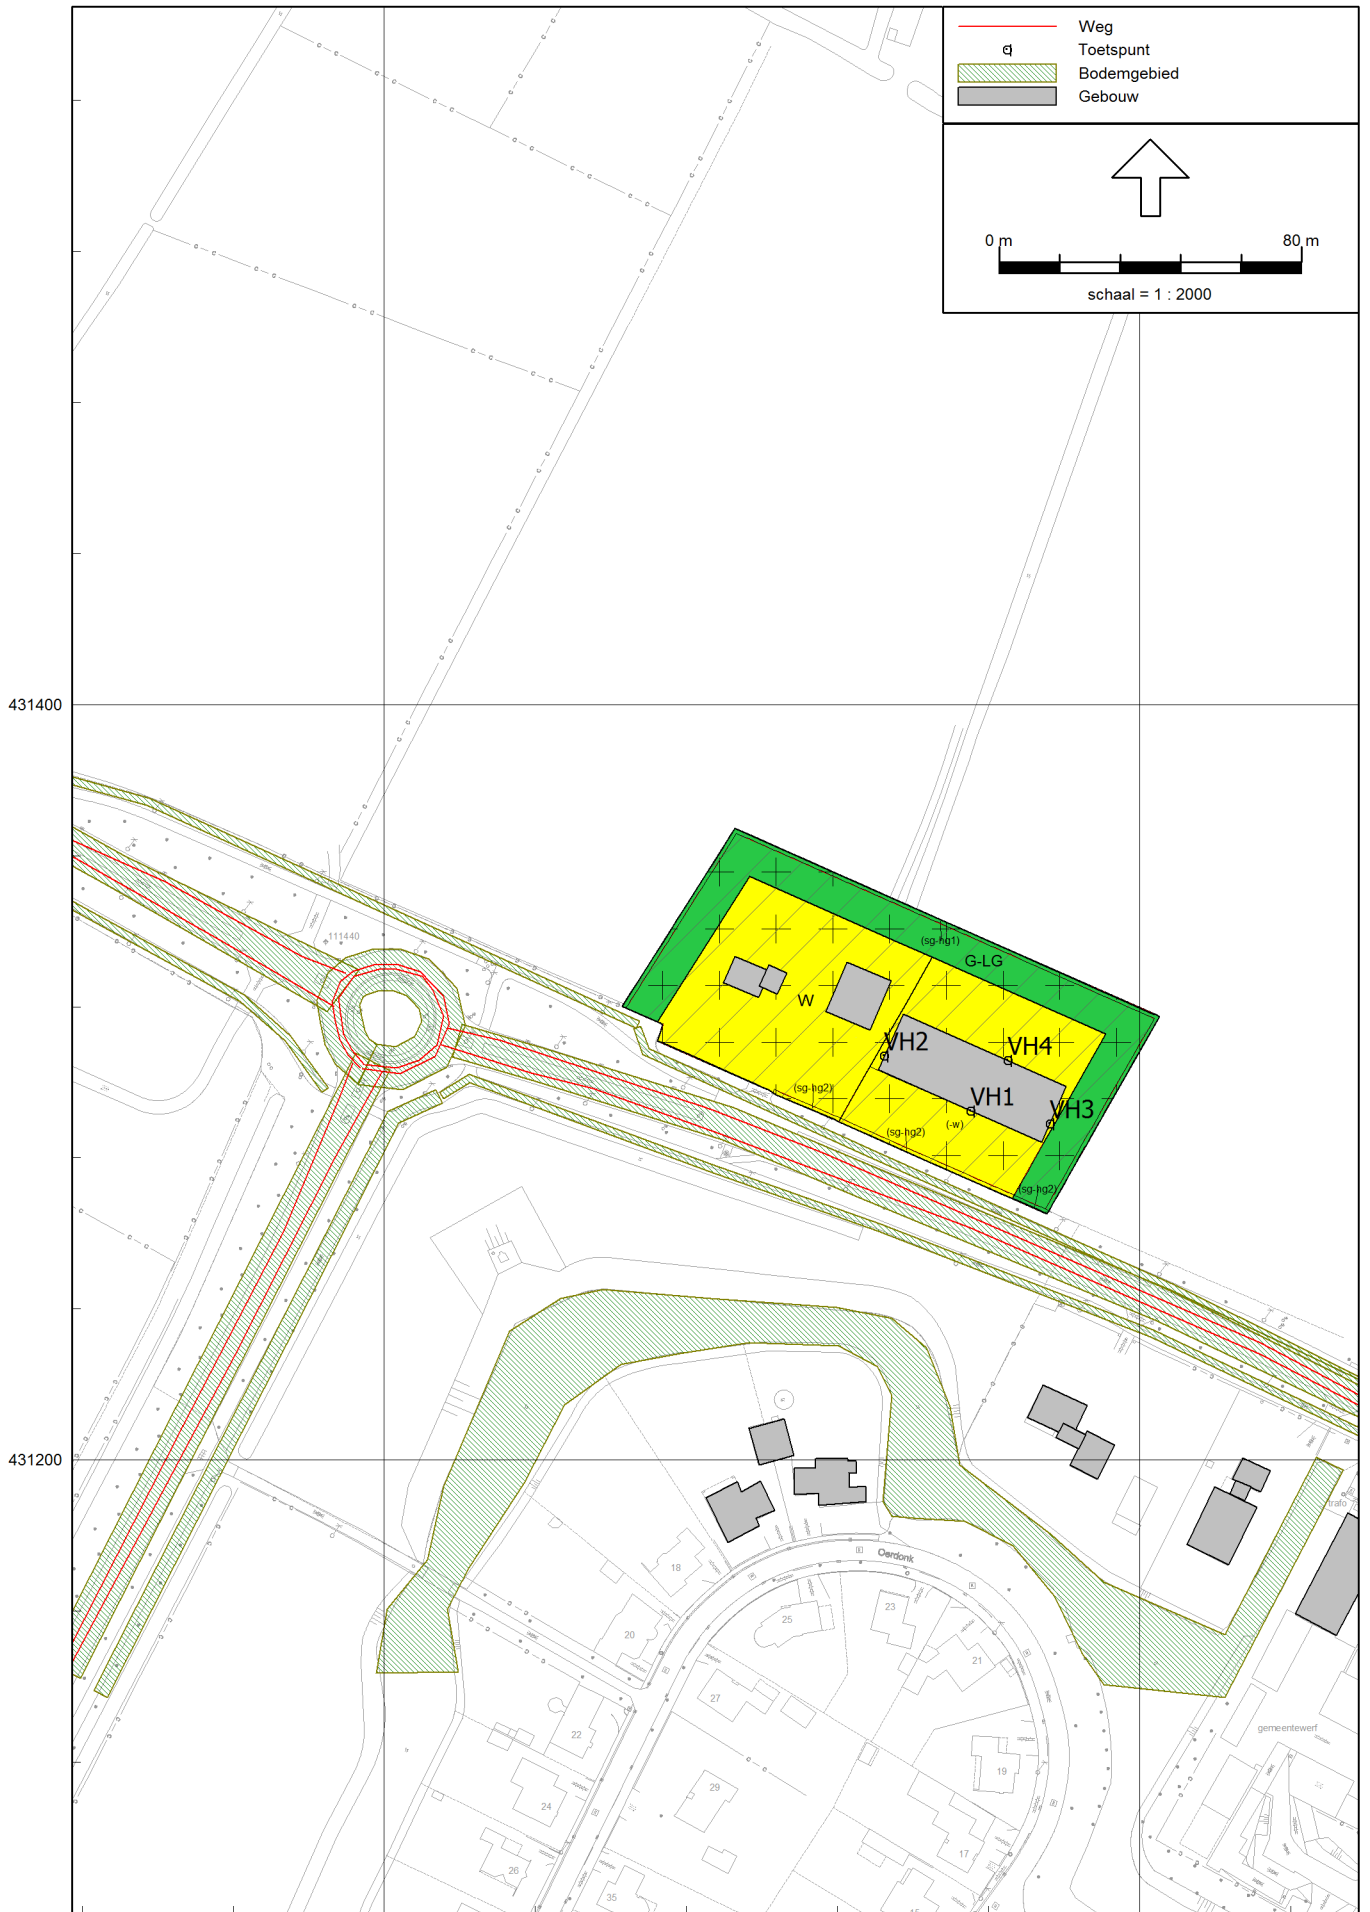 Weg
Toetspunt
Bodemgebied
Gebouw
0 m 80 m
schaal = 1 : 2000
431400
111440
(sg-hg1)
G-LG
W
VH2
VH4
VH1
VH3
(sg-hg2)
(-w)
(sg-hg2)
(sg-hg2)
431200
trafo
Oerdonk
18
25
23
20
21
27
22
gemeentewerf
19
29
24
17
26
35